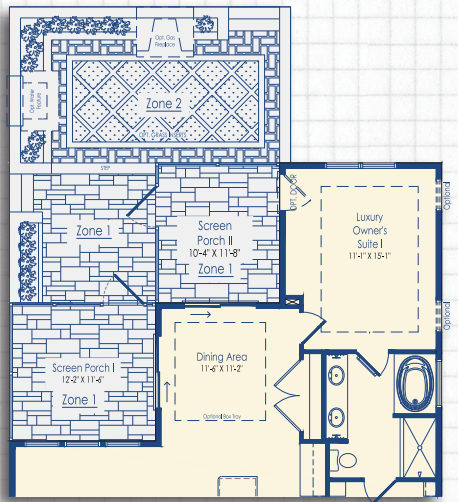 Opt. Gas
Fireplace
Opt. Water
Feature
Zone 2
OPT. GRASS INSERTS
STEP
OPT. DOOR
Optional
Zone 1
Screen
Porch II
10'-4" X 11'-8"
Zone 1
Luxury
Owner's
Suite I
11'-1" X 15'-1"
Optional
Screen Porch I
12'-2" X 11'-6"
Zone 1
Dining Area
11'-6" X 11'-2"
Optional Box Tray